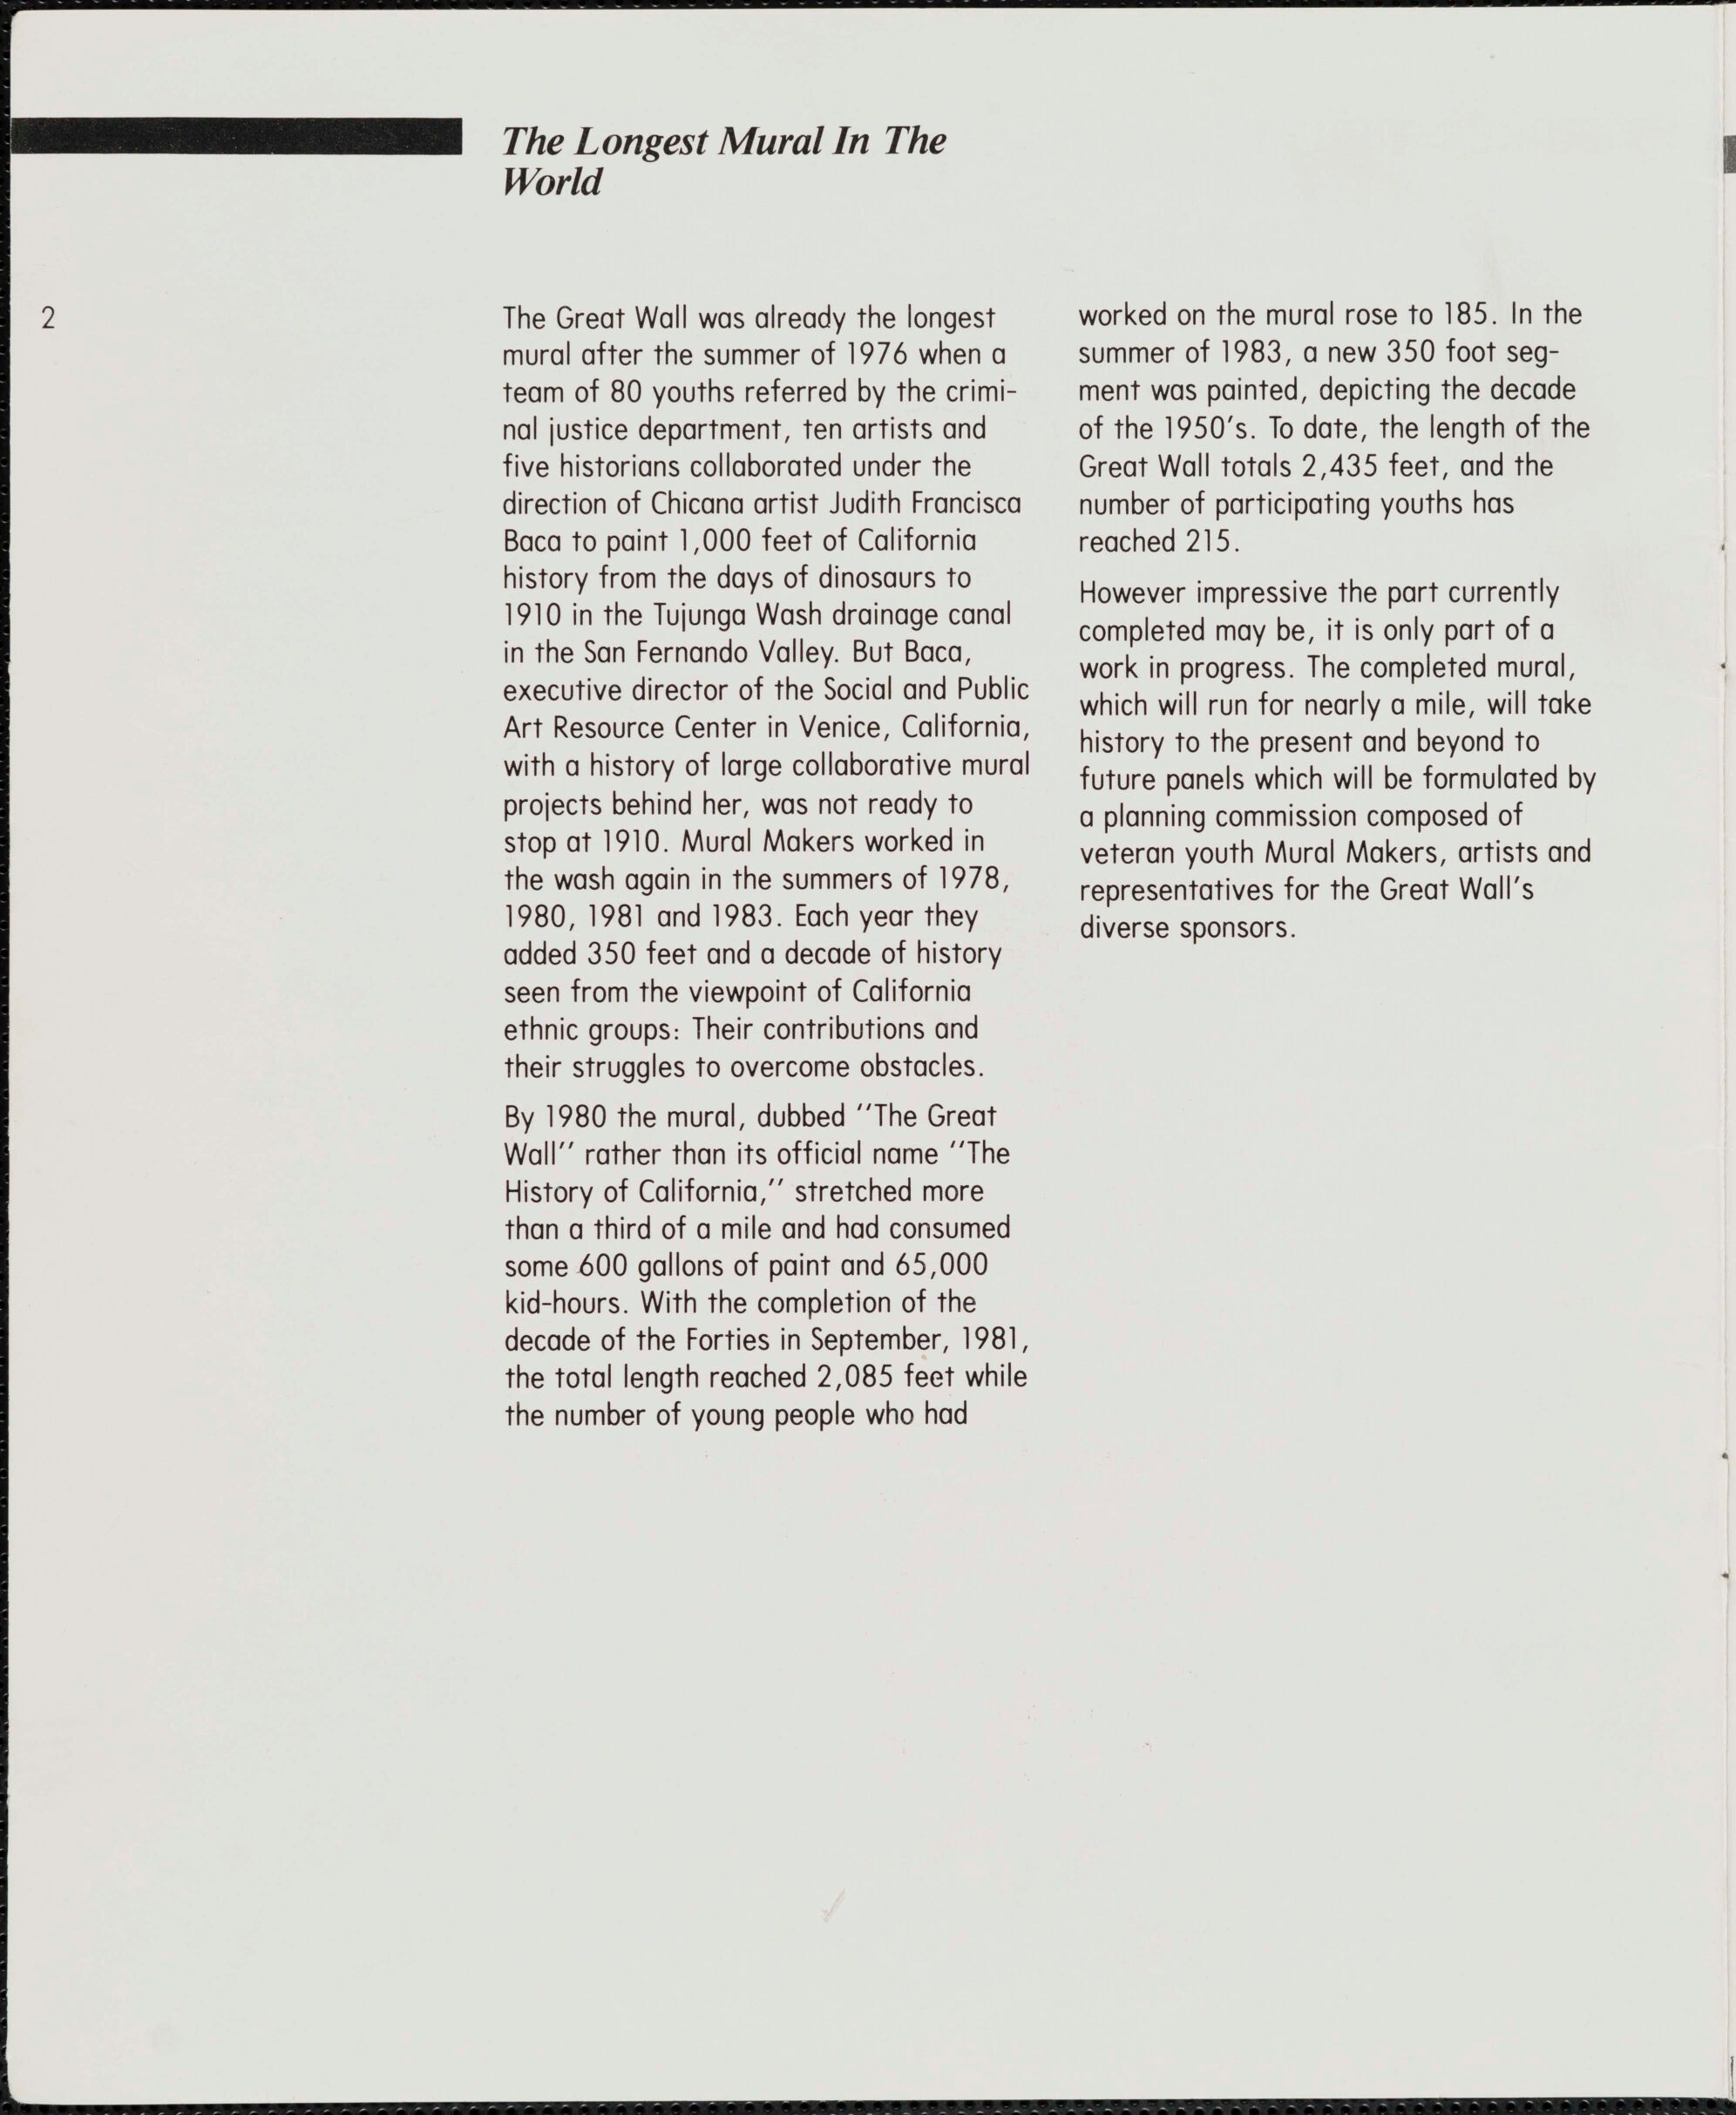 The Longest Mural In The
World
2
The Great Wall was already the longest
mural after the summer of 1976 when a
team of 80 youths referred by the crimi-
nal justice department, ten artists and
five historians collaborated under the
direction of Chicana artist Judith Francisca
Baca to paint 1,000 feet of California
history from the days of dinosaurs to
1910 in the Tujunga Wash drainage canal
in the San Fernando Valley. But Baca,
executive director of the Social and Public
Art Resource Center in Venice, California,
with a history of large collaborative mural
projects behind her, was not ready to
stop at 1910. Mural Makers worked in
the wash again in the summers of 1978,
1980, 1981 and 1983. Each year they
added 350 feet and a decade of history
seen from the viewpoint of California
ethnic groups: Their contributions and
their struggles to overcome obstacles.
By 1980 the mural, dubbed "The Great
Wall" rather than its official name "The
History of California," stretched more
than a third of a mile and had consumed
some 600 gallons of paint and 65,000
kid-hours. With the completion of the
decade of the Forties in September, 1981,
the total length reached 2,085 feet while
the number of young people who had
worked on the mural rose to 185. In the
summer of 1983, a new 350 foot seg-
ment was painted, depicting the decade
of the 1950's. To date, the length of the
Great Wall totals 2,435 feet, and the
number of participating youths has
reached 215.
However impressive the part currently
completed may be, it is only part of a
work in progress. The completed mural,
which will run for nearly a mile, will take
history to the present and beyond to
future panels which will be formulated by
a planning commission composed of
veteran youth Mural Makers, artists and
representatives for the Great Wall's
diverse sponsors.